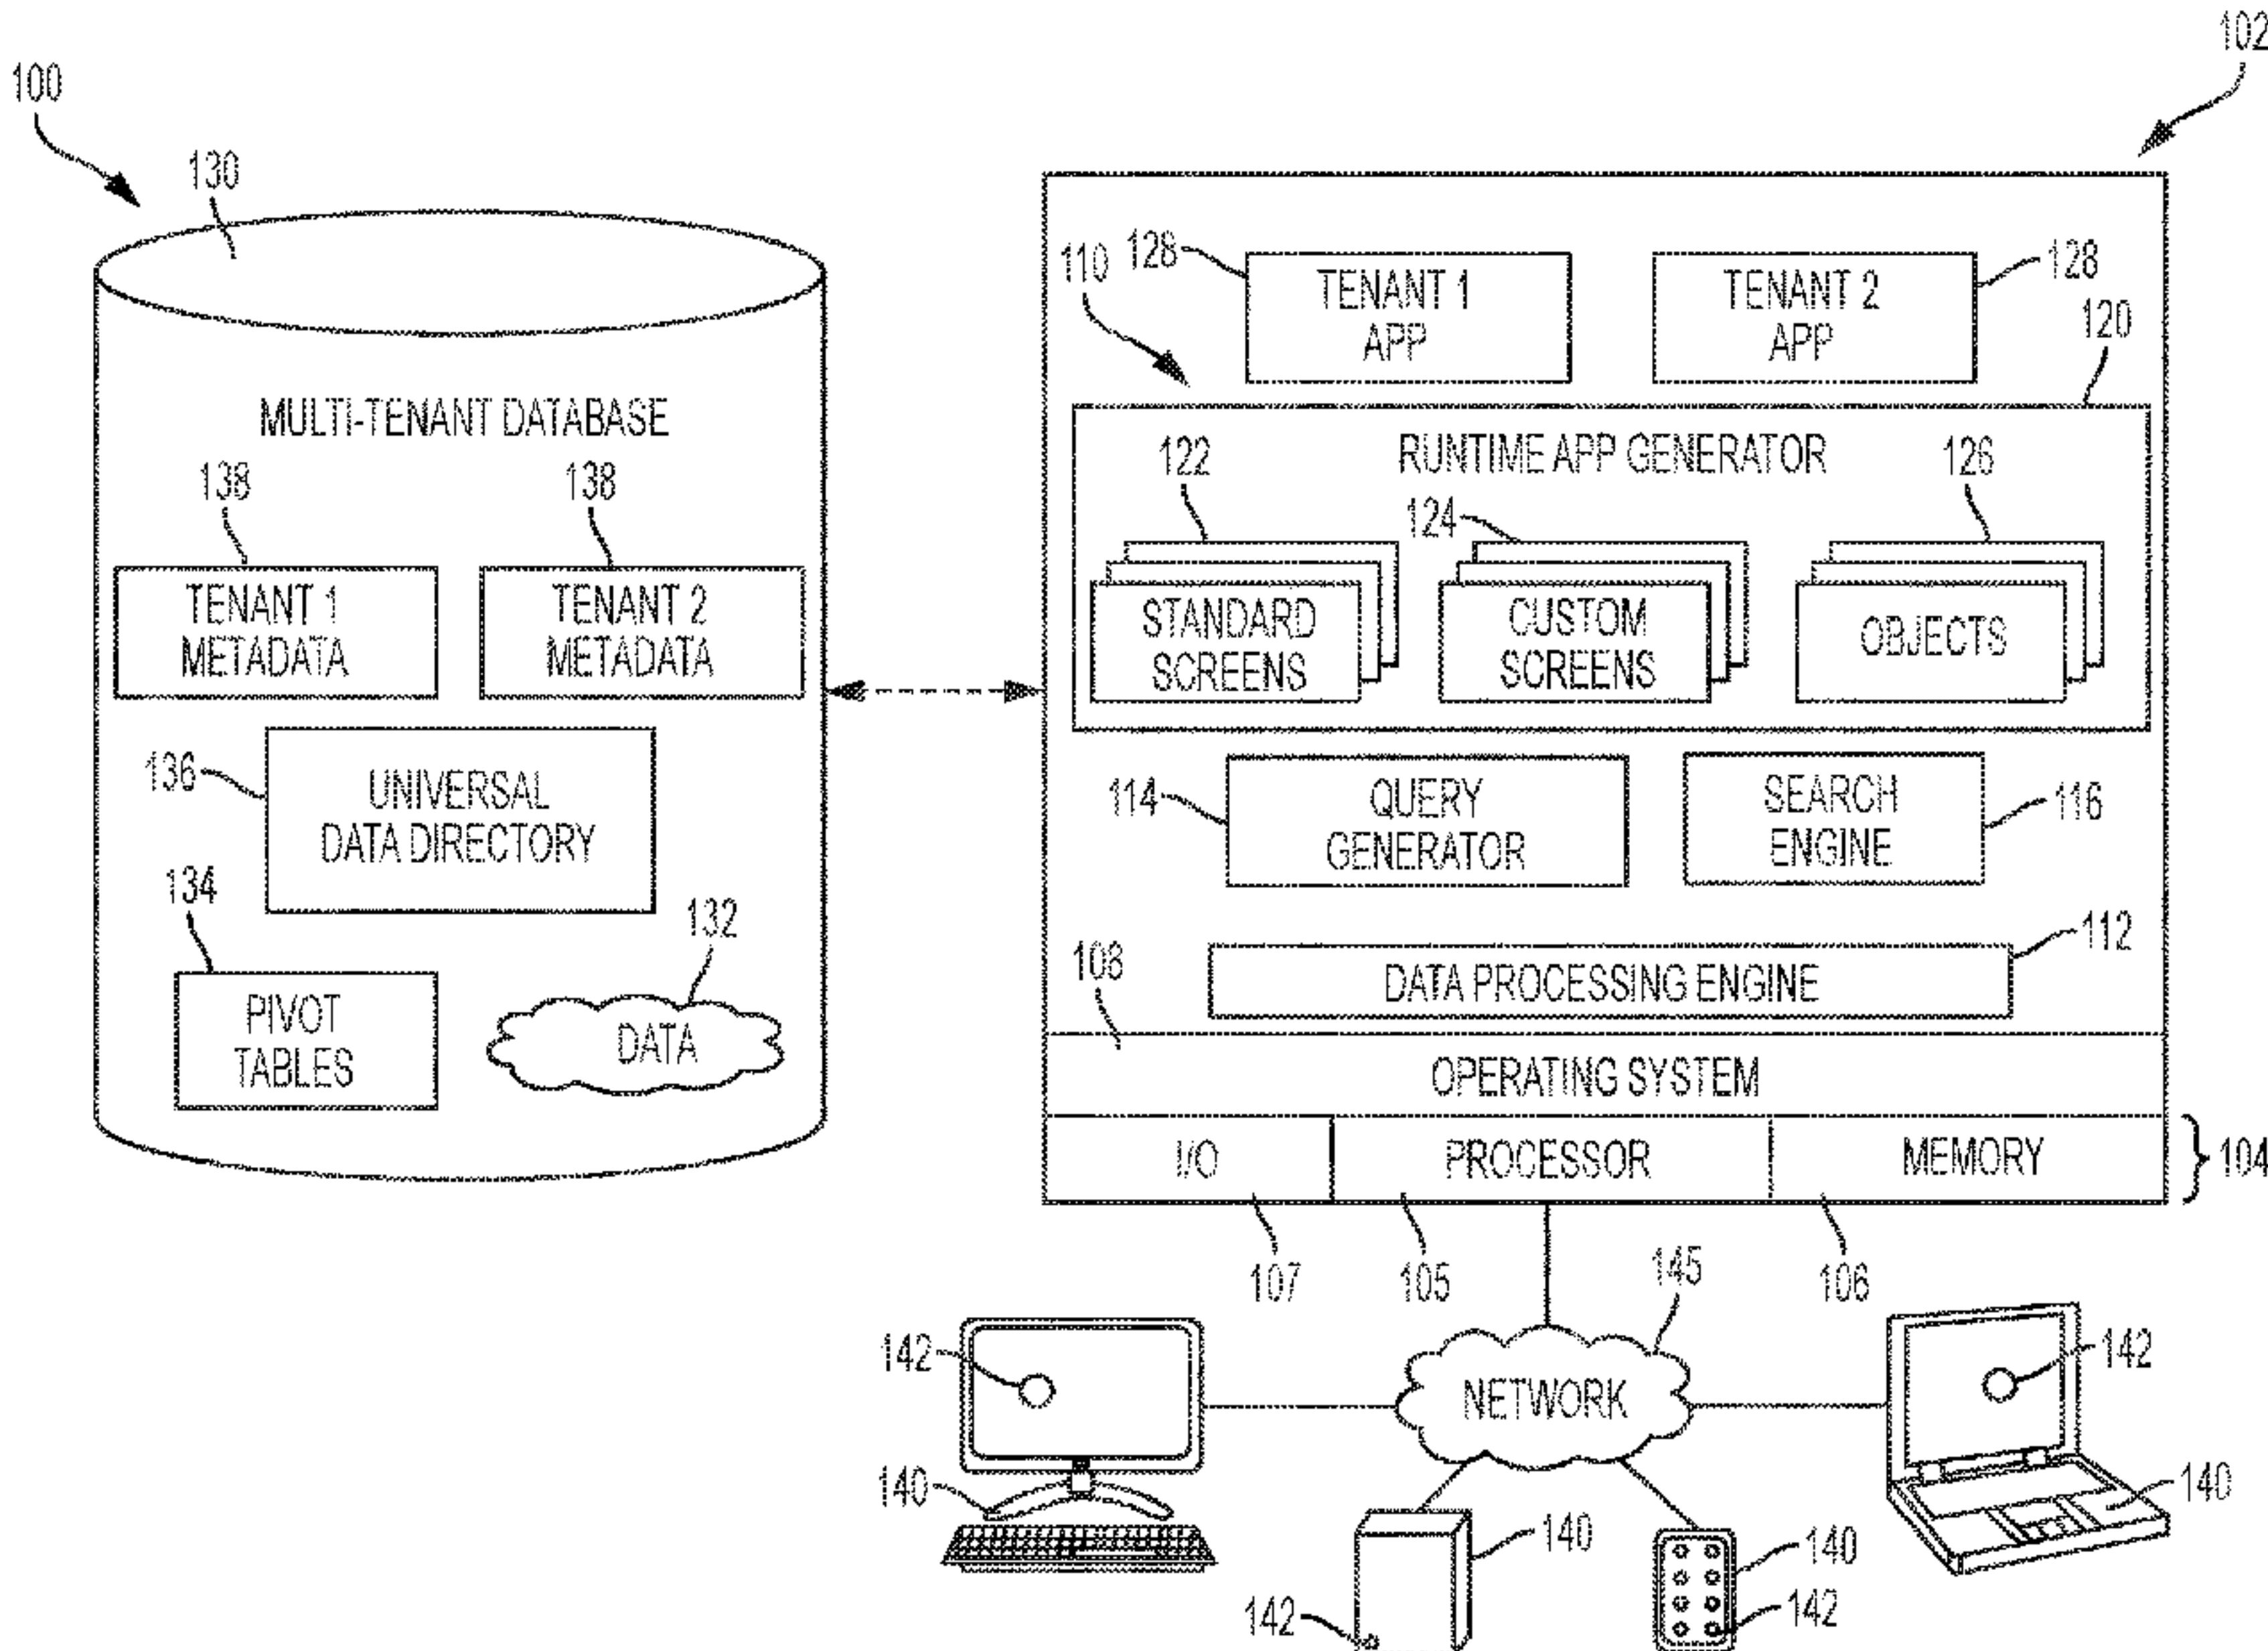 100
102
130
MULTI-TENANT DATABASE
138
138
TENANT 1
METADATA
TENANT 2
METADATA
136
UNIVERSAL
DATA DIRECTORY
134
PIVOT
TABLES
132
DATA
110
128
TENANT 1
APP
TENANT 2
APP
128
120
RUNTIME APP GENERATOR
122
124
126
STANDARD
SCREENS
CUSTOM
SCREENS
OBJECTS
114
QUERY
GENERATOR
SEARCH
ENGINE
116
112
DATA PROCESSING ENGINE
108
OPERATING SYSTEM
I/O
PROCESSOR
MEMORY
104
107
105
106
145
NETWORK
142
140
142
140
140
142
140
142